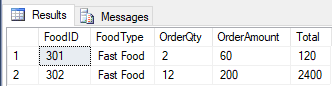 Results Messages
FoodID FoodType OrderQty OrderAmount Total
1 301 Fast Food 2 60 120
2 302 Fast Food 12 200 2400